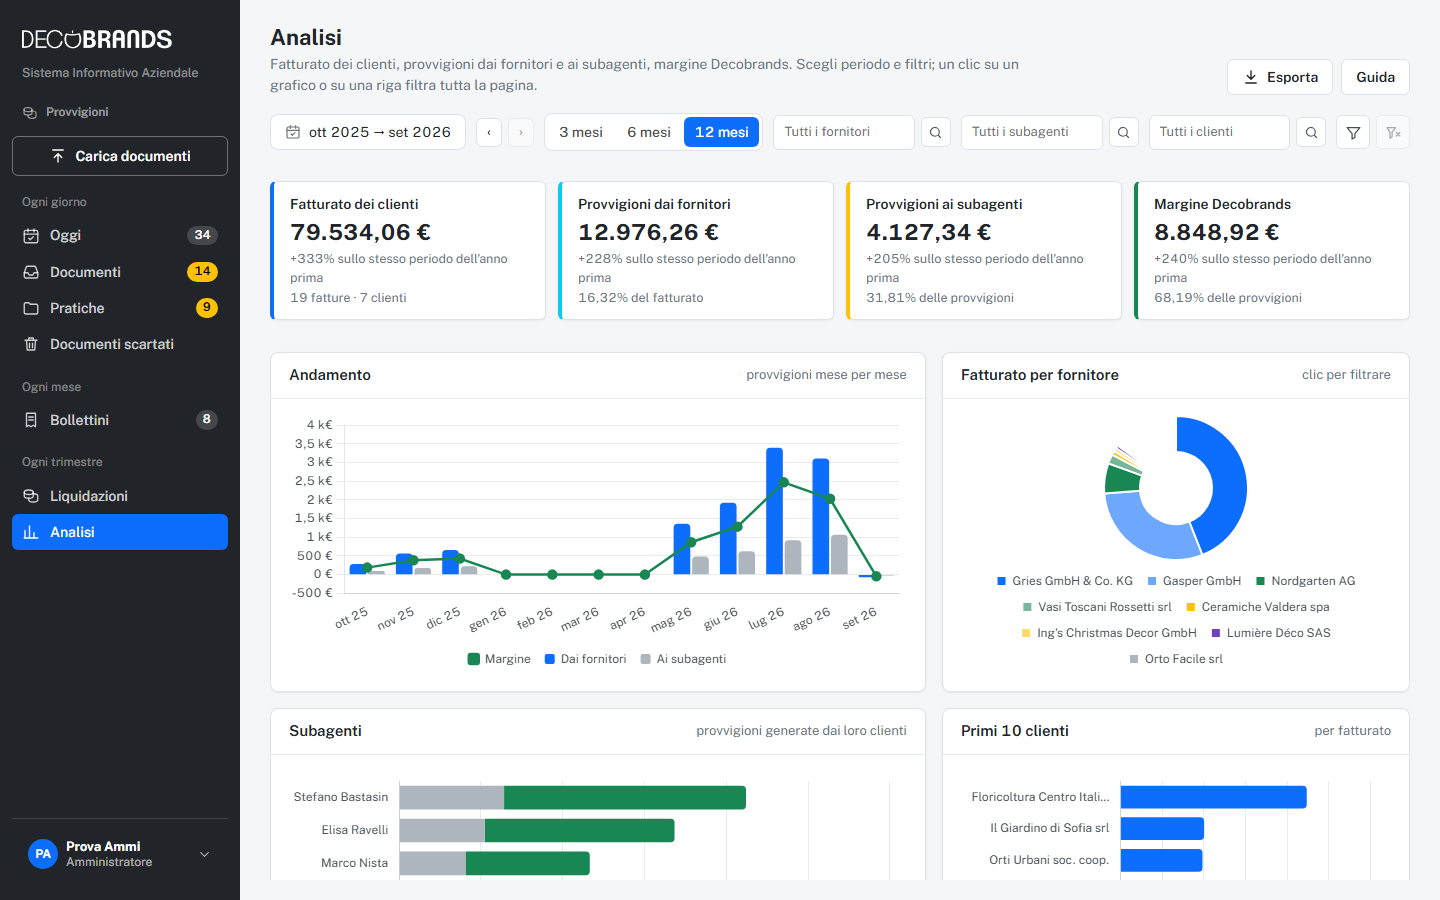 DECOBRANDS
Sistema Informativo Aziendale
Provvigioni
Carica documenti
Ogni giorno
Oggi 34
Documenti 14
Pratiche 9
Documenti scartati
Ogni mese
Bollettini 8
Ogni trimestre
Liquidazioni
Analisi
PA
Prova Ammi
Amministratore
Analisi
Fatturato dei clienti, provvigioni dai fornitori e ai subagenti, margine Decobrands. Scegli periodo e filtri; un clic su un
grafico o su una riga filtra tutta la pagina.
Esporta
Guida
ott 2025 → set 2026
‹
›
3 mesi
6 mesi
12 mesi
Tutti i fornitori
Tutti i subagenti
Tutti i clienti
Fatturato dei clienti
79.534,06 €
+333% sullo stesso periodo dell’anno
prima
19 fatture · 7 clienti
Provvigioni dai fornitori
12.976,26 €
+228% sullo stesso periodo dell’anno
prima
16,32% del fatturato
Provvigioni ai subagenti
4.127,34 €
+205% sullo stesso periodo dell’anno
prima
31,81% delle provvigioni
Margine Decobrands
8.848,92 €
+240% sullo stesso periodo dell’anno
prima
68,19% delle provvigioni
Andamento
provvigioni mese per mese
4 k€
3,5 k€
3 k€
2,5 k€
2 k€
1,5 k€
1 k€
500 €
0 €
-500 €
ott 25
nov 25
dic 25
gen 26
feb 26
mar 26
apr 26
mag 26
giu 26
lug 26
ago 26
set 26
Margine
Dai fornitori
Ai subagenti
Fatturato per fornitore
clic per filtrare
Gries GmbH & Co. KG
Gasper GmbH
Nordgarten AG
Vasi Toscani Rossetti srl
Ceramiche Valdera spa
Ing’s Christmas Decor GmbH
Lumière Déco SAS
Orto Facile srl
Subagenti
provvigioni generate dai loro clienti
Stefano Bastasin
Elisa Ravelli
Marco Nista
Primi 10 clienti
per fatturato
Floricoltura Centro Itali...
Il Giardino di Sofia srl
Orti Urbani soc. coop.